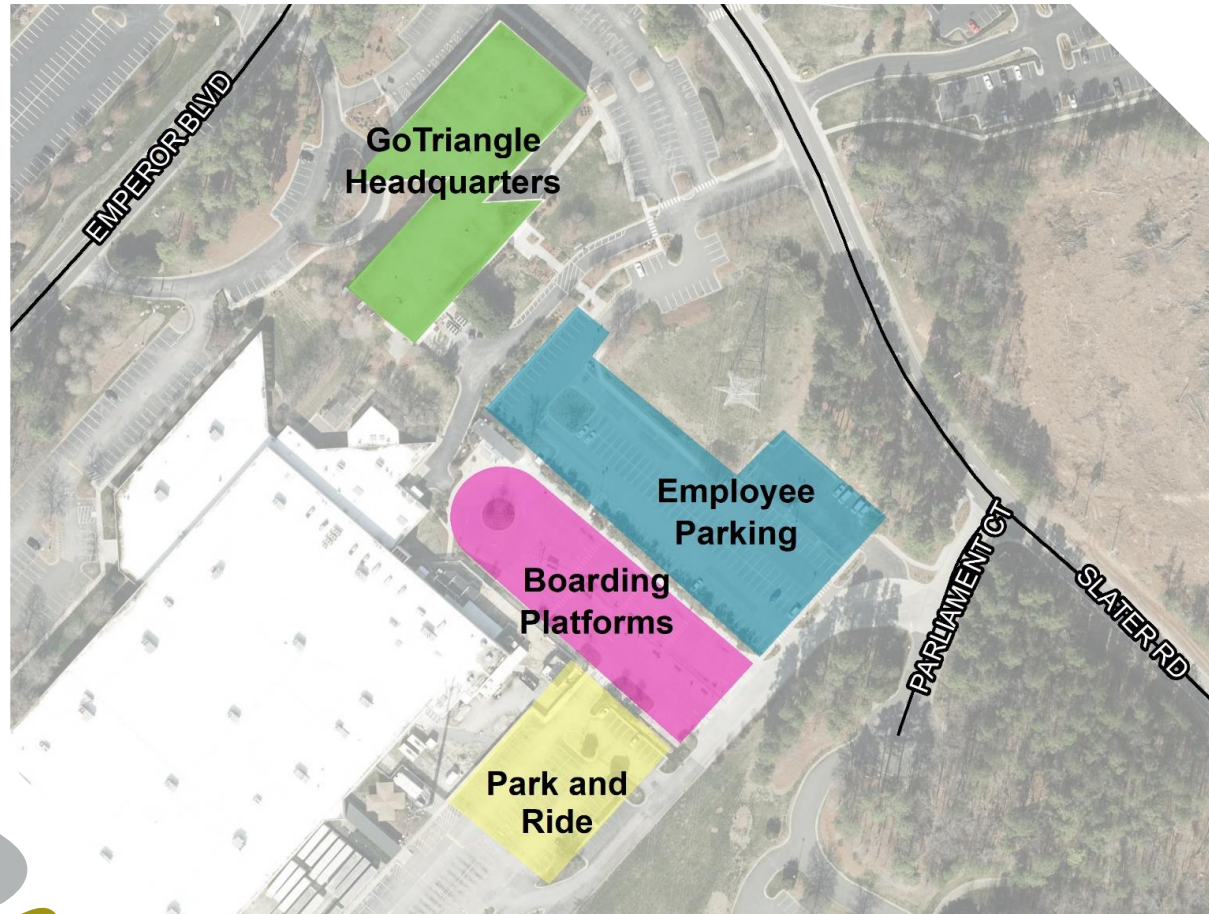 EMPEROR BLVD
GoTriangle
Headquarters
Employee
Parking
Boarding
Platforms
PARLIAMENT CT
SLATER RD
Park and
Ride